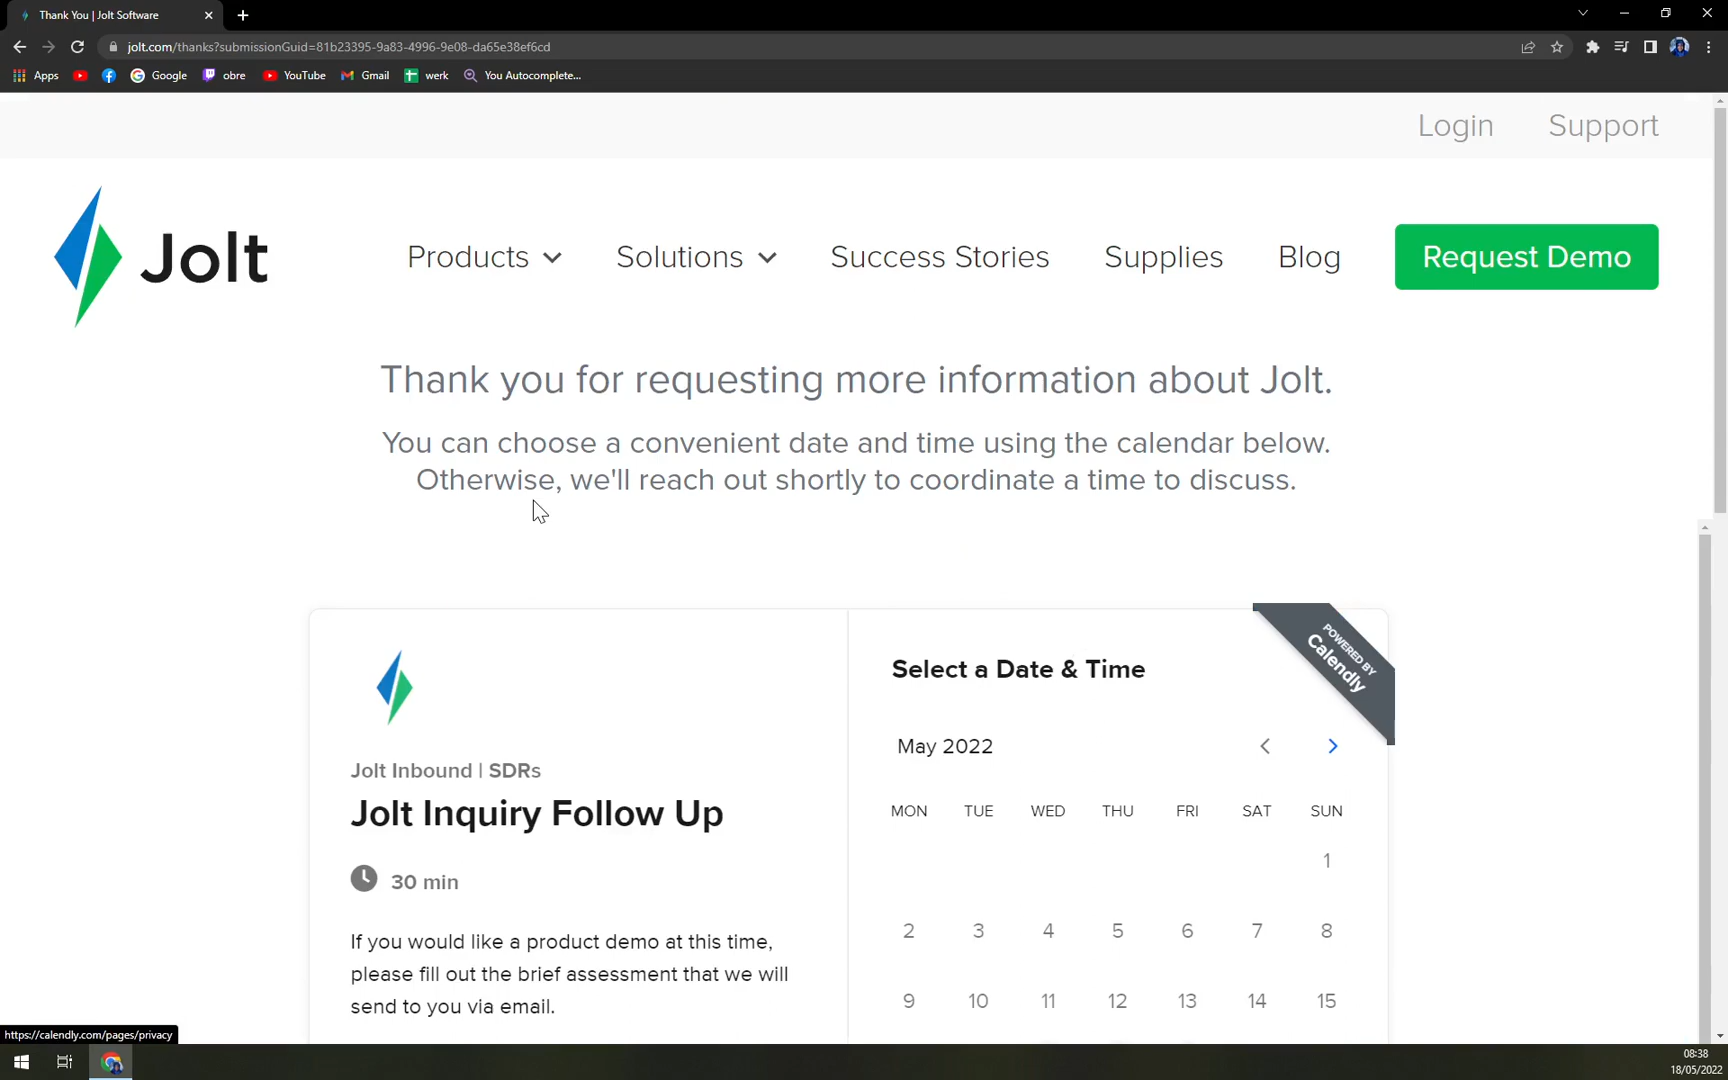 Thank You | Jolt Software
jolt.com/thanks?submissionGuid=81b23395-9a83-4996-9e08-da65e38ef6cd
Apps Google obre YouTube Gmail werk You Autocomplete...
Login Support
Jolt Products Solutions Success Stories Supplies Blog Request Demo
Thank you for requesting more information about Jolt.
You can choose a convenient date and time using the calendar below.
Otherwise, we'll reach out shortly to coordinate a time to discuss.
Jolt Inbound | SDRs
Jolt Inquiry Follow Up
30 min
If you would like a product demo at this time,
please fill out the brief assessment that we will
send to you via email.
POWERED BY
Calendly
Select a Date & Time
May 2022
MON TUE WED THU FRI SAT SUN
1
2 3 4 5 6 7 8
9 10 11 12 13 14 15
https://calendly.com/pages/privacy
08:38
18/05/2022